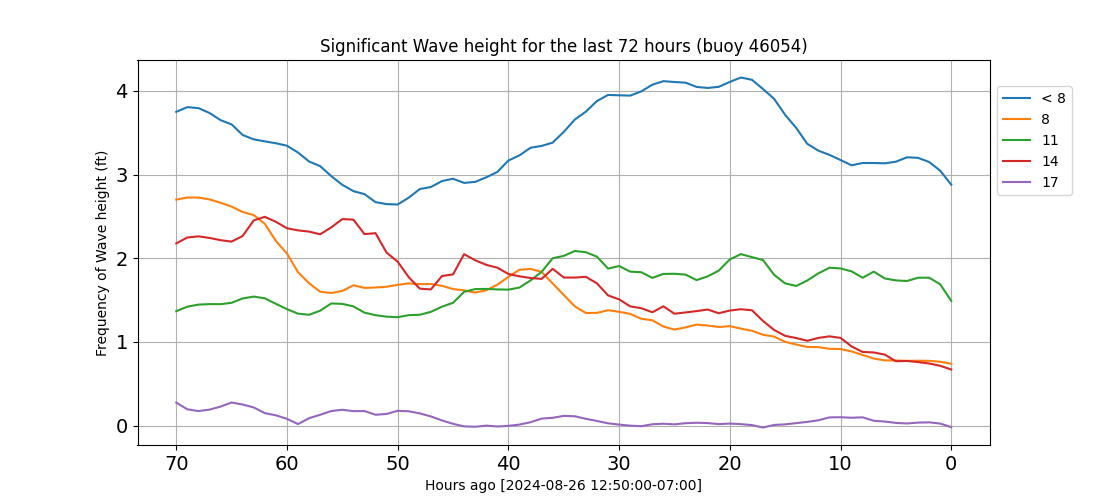 Significant Wave height for the last 72 hours (buoy 46054)
Frequency of Wave height (ft)
4
3
2
1
0
70 60 50 40 30 20 10 0
Hours ago [2024-08-26 12:50:00-07:00]
< 8
8
11
14
17